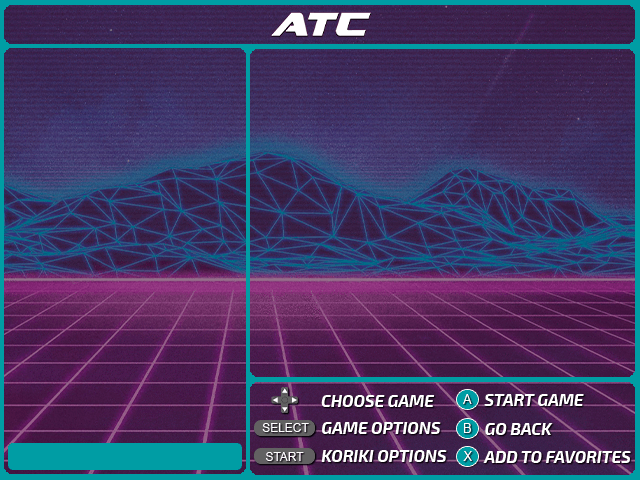 ATC
CHOOSE GAME
A START GAME
SELECT GAME OPTIONS
B GO BACK
START KORIKI OPTIONS
X ADD TO FAVORITES